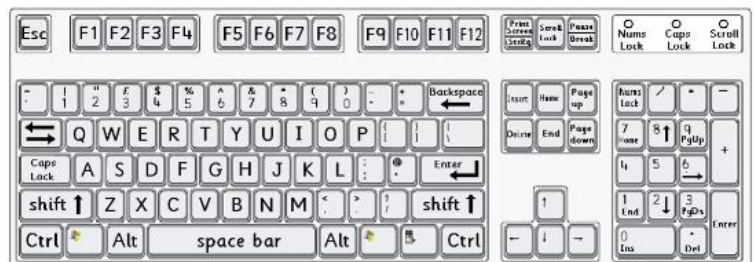 Esc F1 F2 F3 F4 F5 F6 F7 F8 F9 F10 F11 F12 Print Screen Scroll Lock Pause Break Nums Lock Caps Lock Scroll Lock
! 1 " 2 £ 3 $ 4 % 5 ^ 6 & 7 * 8 ( 9 ) 0 Backspace Insert Home Page up Nums Lock / * −
Q W E R T Y U I O P { [ } ] Delete End Page down 7 Home 8 ↑ 9 PgUp +
Caps Lock A S D F G H J K L : ; @ Enter 4 5 6 →
shift ↑ Z X C V B N M < , > . ? / shift ↑ ↑ 1 End 2 ↓ 3 PgDn Enter
Ctrl Alt space bar Alt Ctrl ← ↓ → 0 Ins . Del